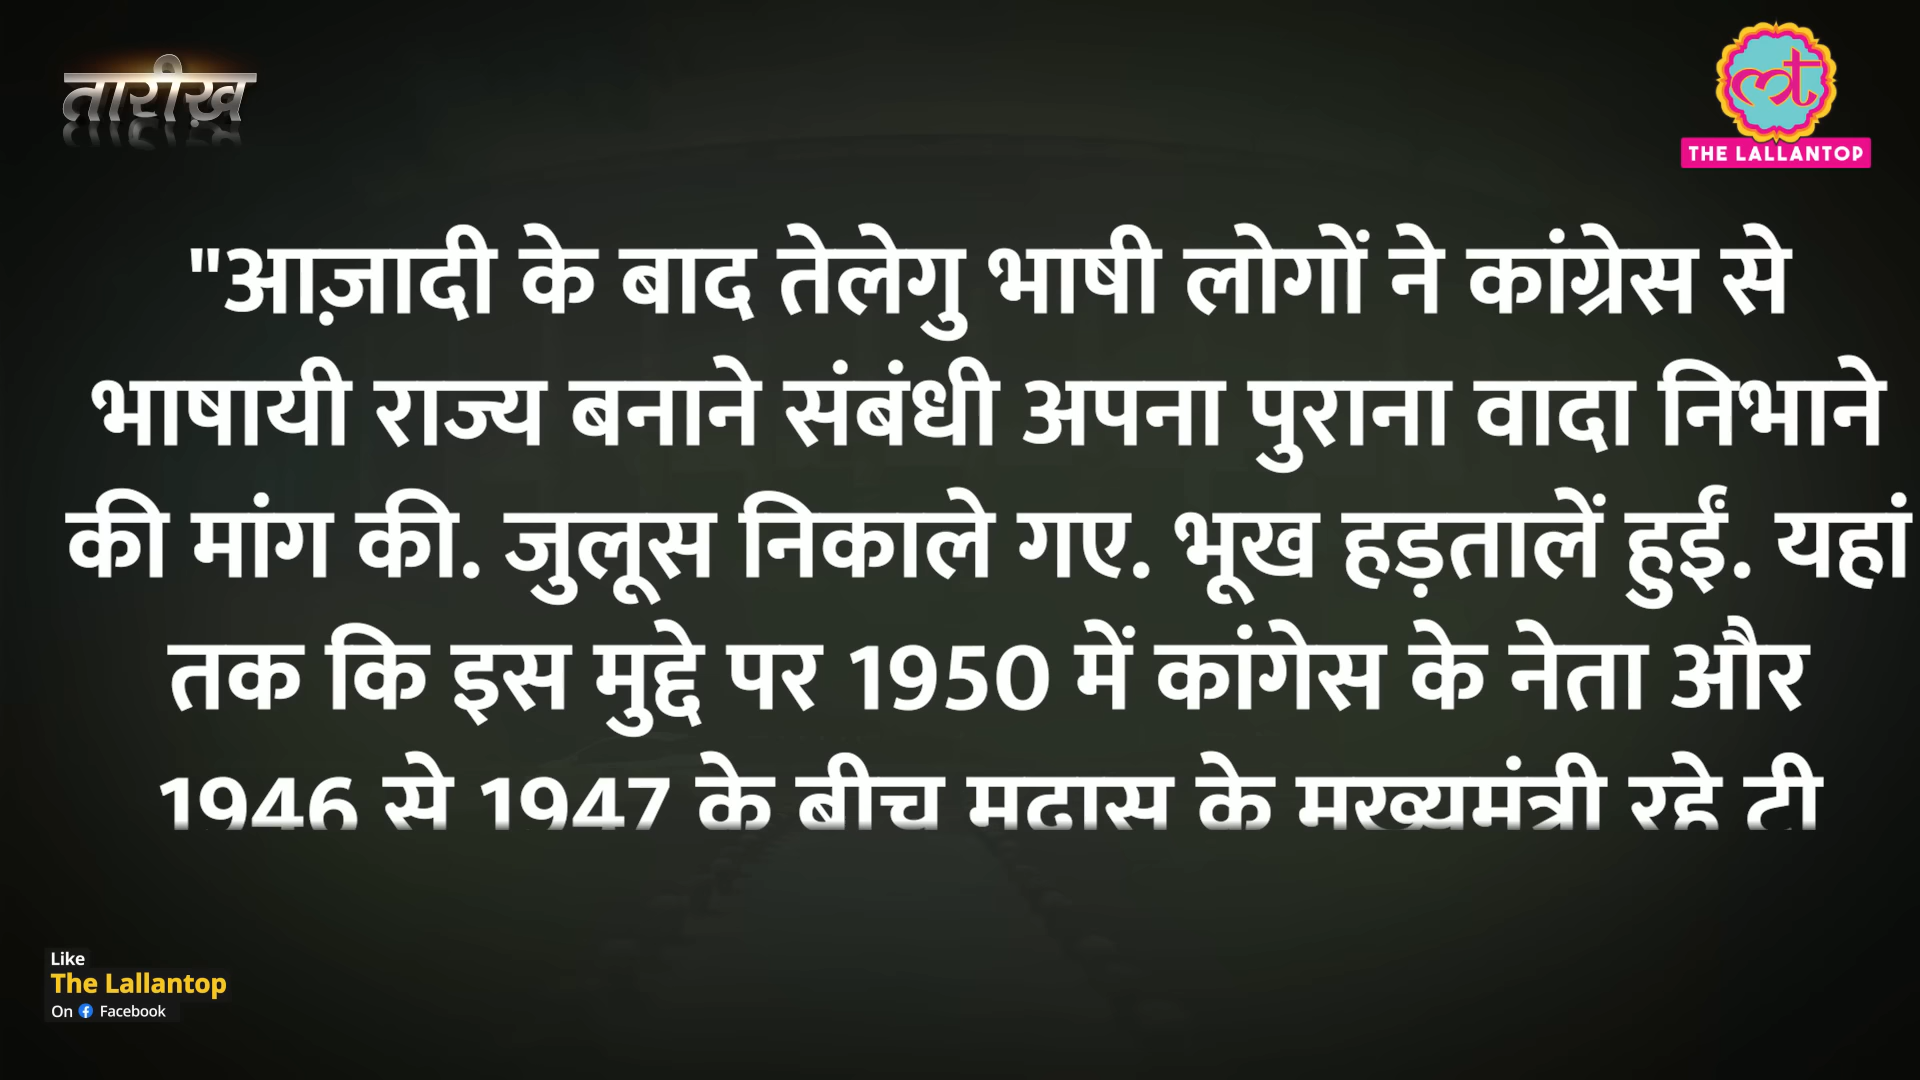 तारीख़
THE LALLANTOP
"आज़ादी के बाद तेलेगु भाषी लोगों ने कांग्रेस से
भाषायी राज्य बनाने संबंधी अपना पुराना वादा निभाने
की मांग की. जुलूस निकाले गए. भूख हड़तालें हुईं. यहां
तक कि इस मुद्दे पर 1950 में कांगेस के नेता और
1946 से 1947 के बीच मद्रास के मुख्यमंत्री रहे टी
Like
The Lallantop
On Facebook